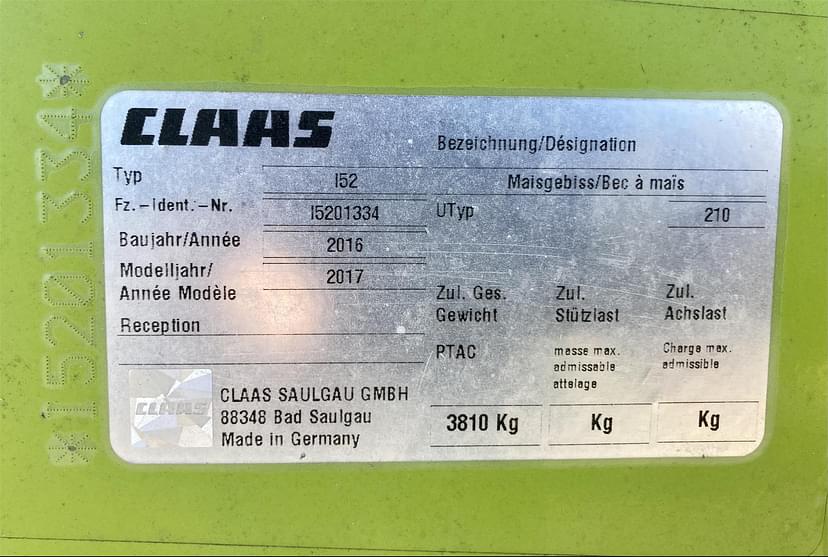 *15201334*
CLAAS
Bezeichnung/Désignation
Typ I52 Maisgebiss/Bec à maïs
Fz.-Ident.-Nr. I5201334 UTyp 210
Baujahr/Année 2016
Modelljahr/ 2017
Année Modèle
Reception
Zul. Ges. Zul. Zul.
Gewicht Stützlast Achslast
PTAC masse max. Charge max.
admissable admissible
attelage
3810 Kg Kg Kg
CLAAS
CLAAS SAULGAU GMBH
88348 Bad Saulgau
Made in Germany